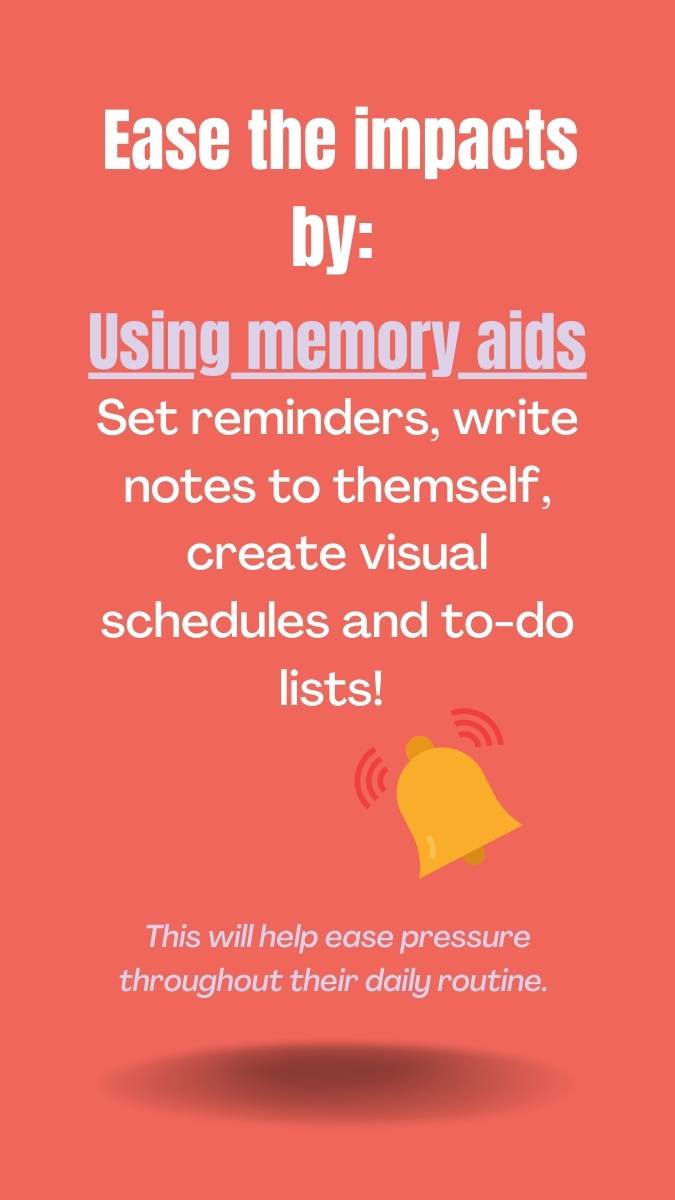 Ease the impacts
by:
Using memory aids
Set reminders, write
notes to themself,
create visual
schedules and to-do
lists!
This will help ease pressure
throughout their daily routine.